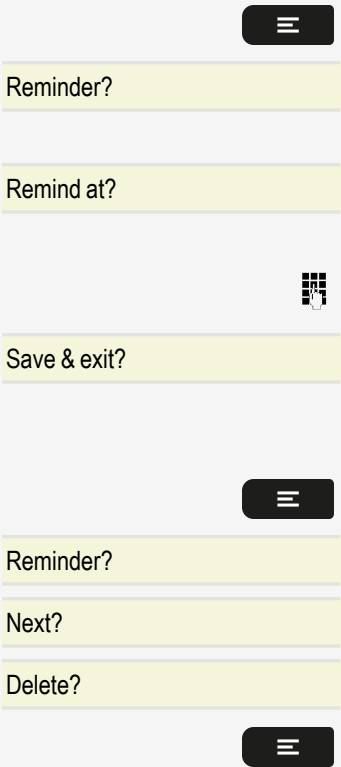 Reminder?
Remind at?
Save & exit?
Reminder?
Next?
Delete?